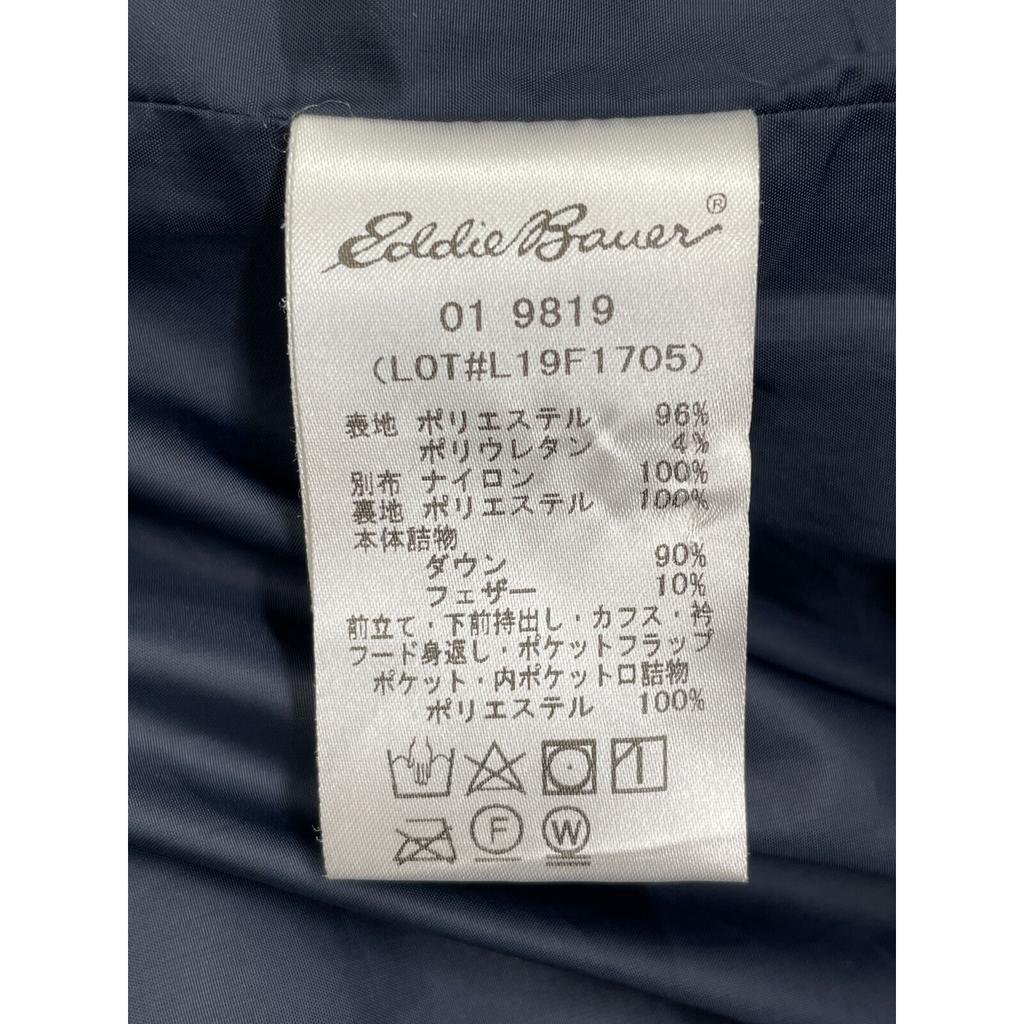 Eddie Bauer®
01 9819
(LOT#L19F1705)
表地 ポリエステル 96%
ポリウレタン 4%
別布 ナイロン 100%
裏地 ポリエステル 100%
本体詰物
ダウン 90%
フェザー 10%
前立て・下前持出し・カフス・衿
フード身返し・ポケットフラップ
ポケット・内ポケット口詰物
ポリエステル 100%
F
W